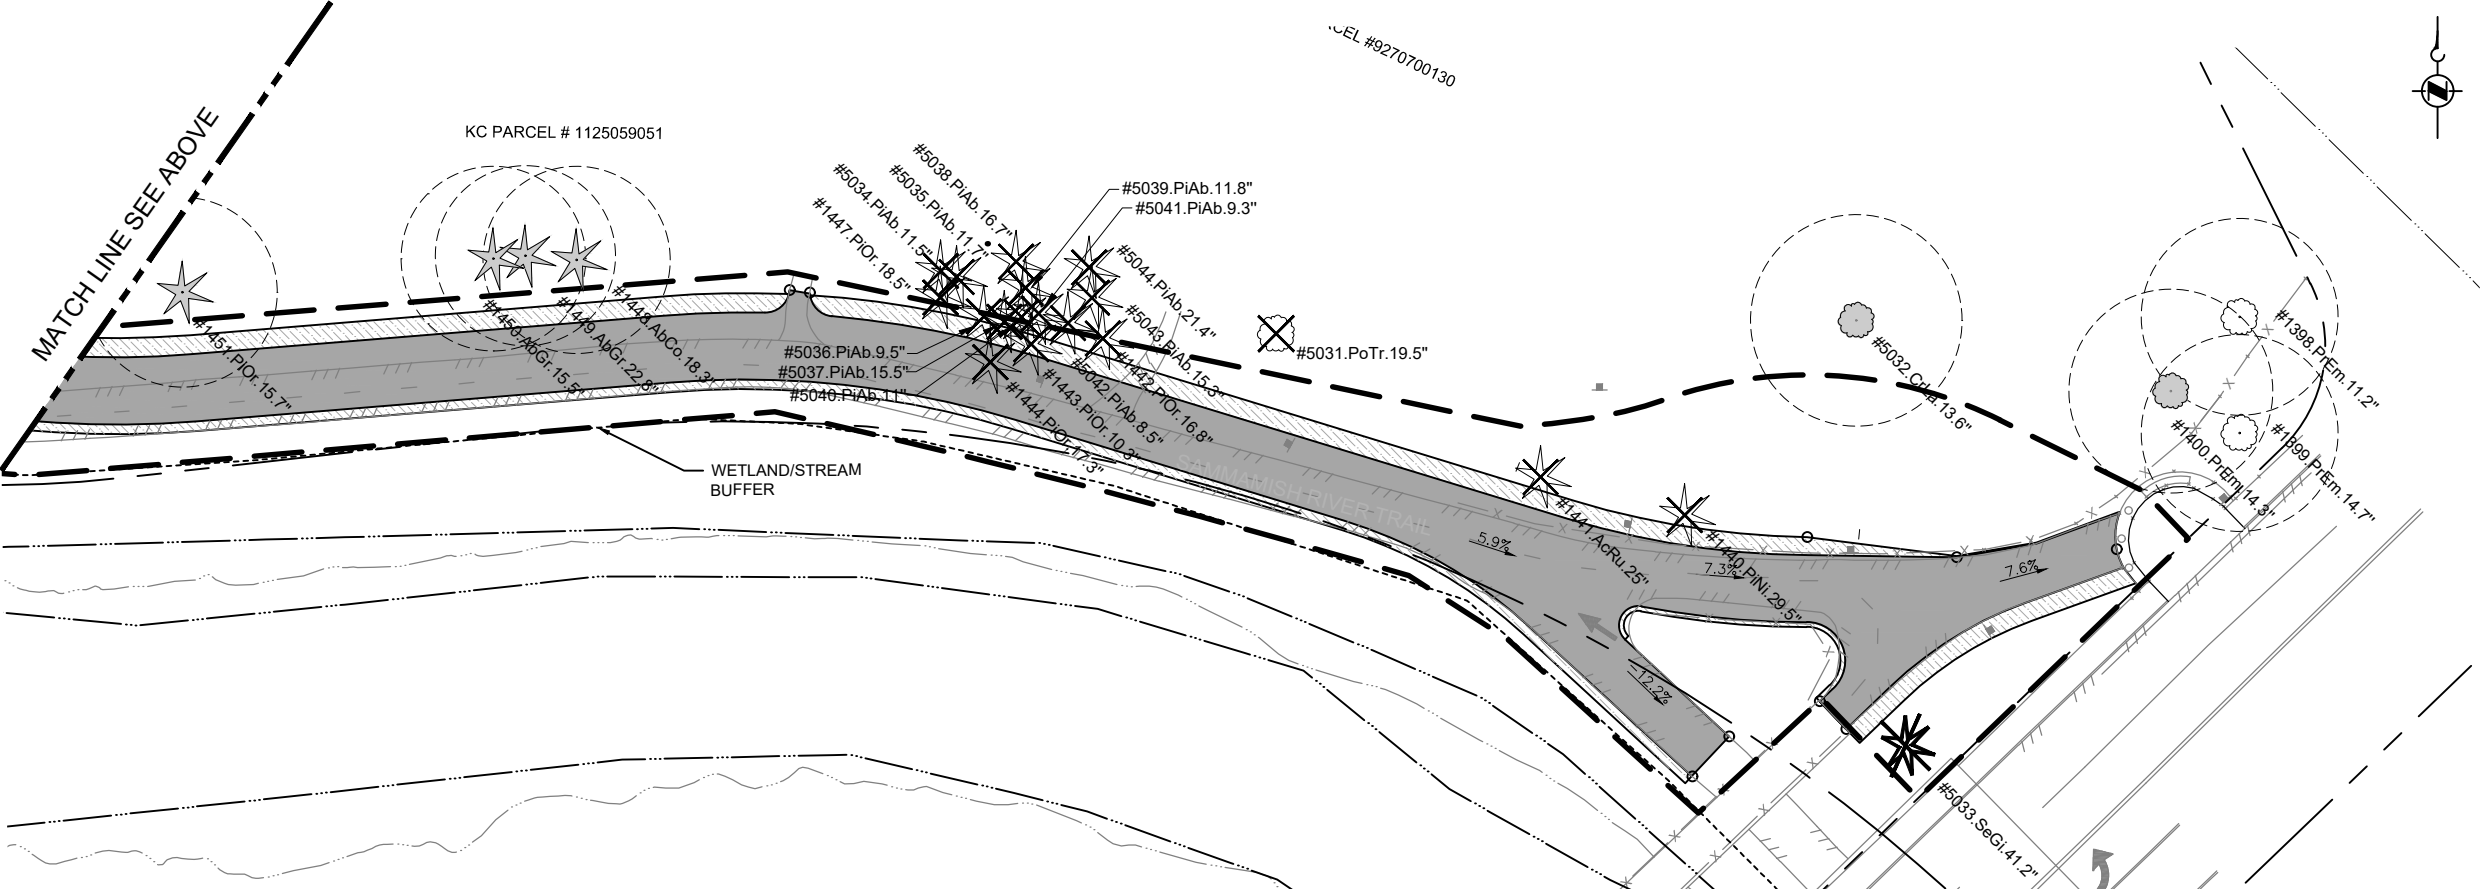 CEL #9270700130
KC PARCEL # 1125059051
MATCH LINE SEE ABOVE
#5038.PiAb.16.7"
#5035.PiAb.11.7"
#5034.PiAb.11.5"
#1447.PiOr.18.5"
#5039.PiAb.11.8"
#5041.PiAb.9.3"
#5044.PiAb.21.4"
#5043.PiAb.15.3"
#1442.PiOr.16.8"
#5042.PiAb.8.5"
#1443.PiOr.10.3"
#1444.PiOr.17.3"
#5036.PiAb.9.5"
#5037.PiAb.15.5"
#5040.PiAb.11"
#1451.PiOr.15.7"
#1450.AbGr.15.5"
#1449.AbGr.22.8"
#1448.AbCo.18.3"
#5031.PoTr.19.5"
#5032.CrLa.13.6"
#1398.PrEm.11.2"
#1399.PrEm.14.7"
#1400.PrEm.14.3"
WETLAND/STREAM
BUFFER
SAMMAMISH RIVER TRAIL
#1441.AcRu.25"
#1440.PiNi.29.5"
5.9%
7.3%
7.6%
-12.2%
#5033.SeGi.41.2"